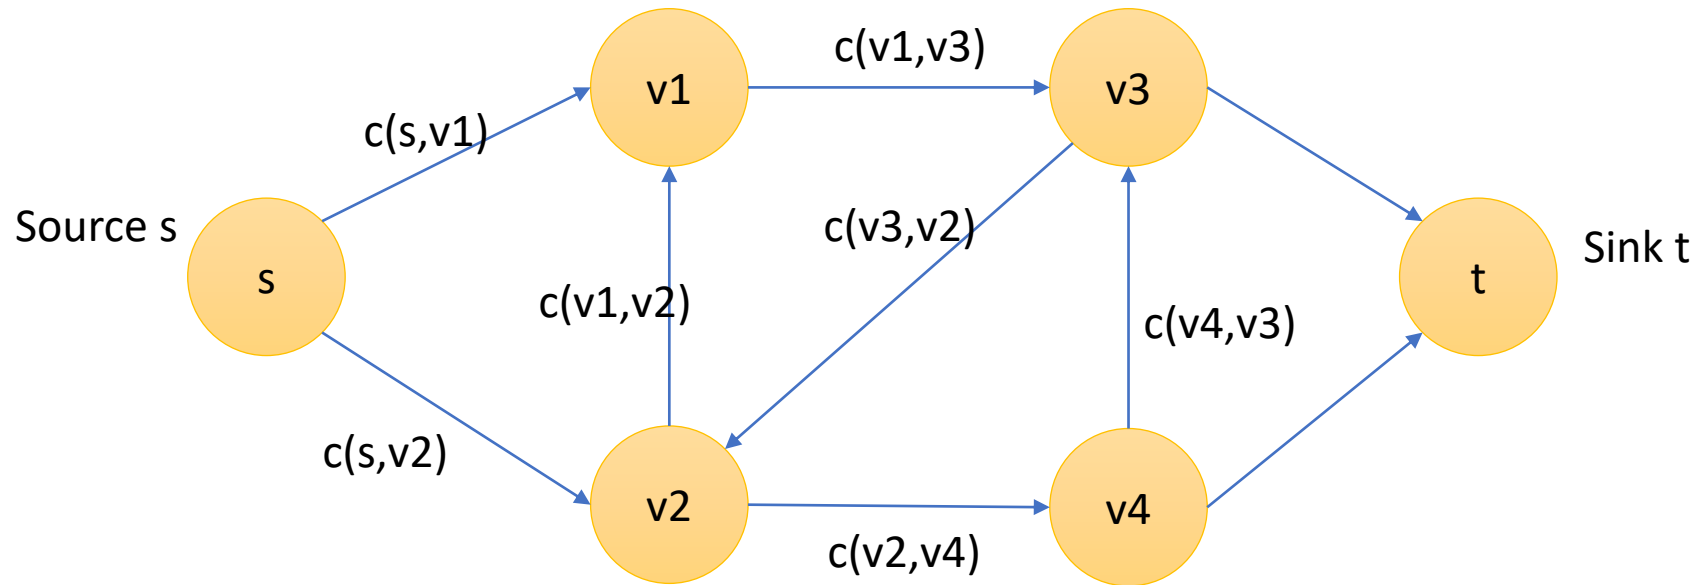 c(v1,v3)
v1
v3
c(s,v1)
Source s
c(v3,v2)
Sink t
s
t
c(v1,v2)
c(v4,v3)
c(s,v2)
v2
v4
c(v2,v4)